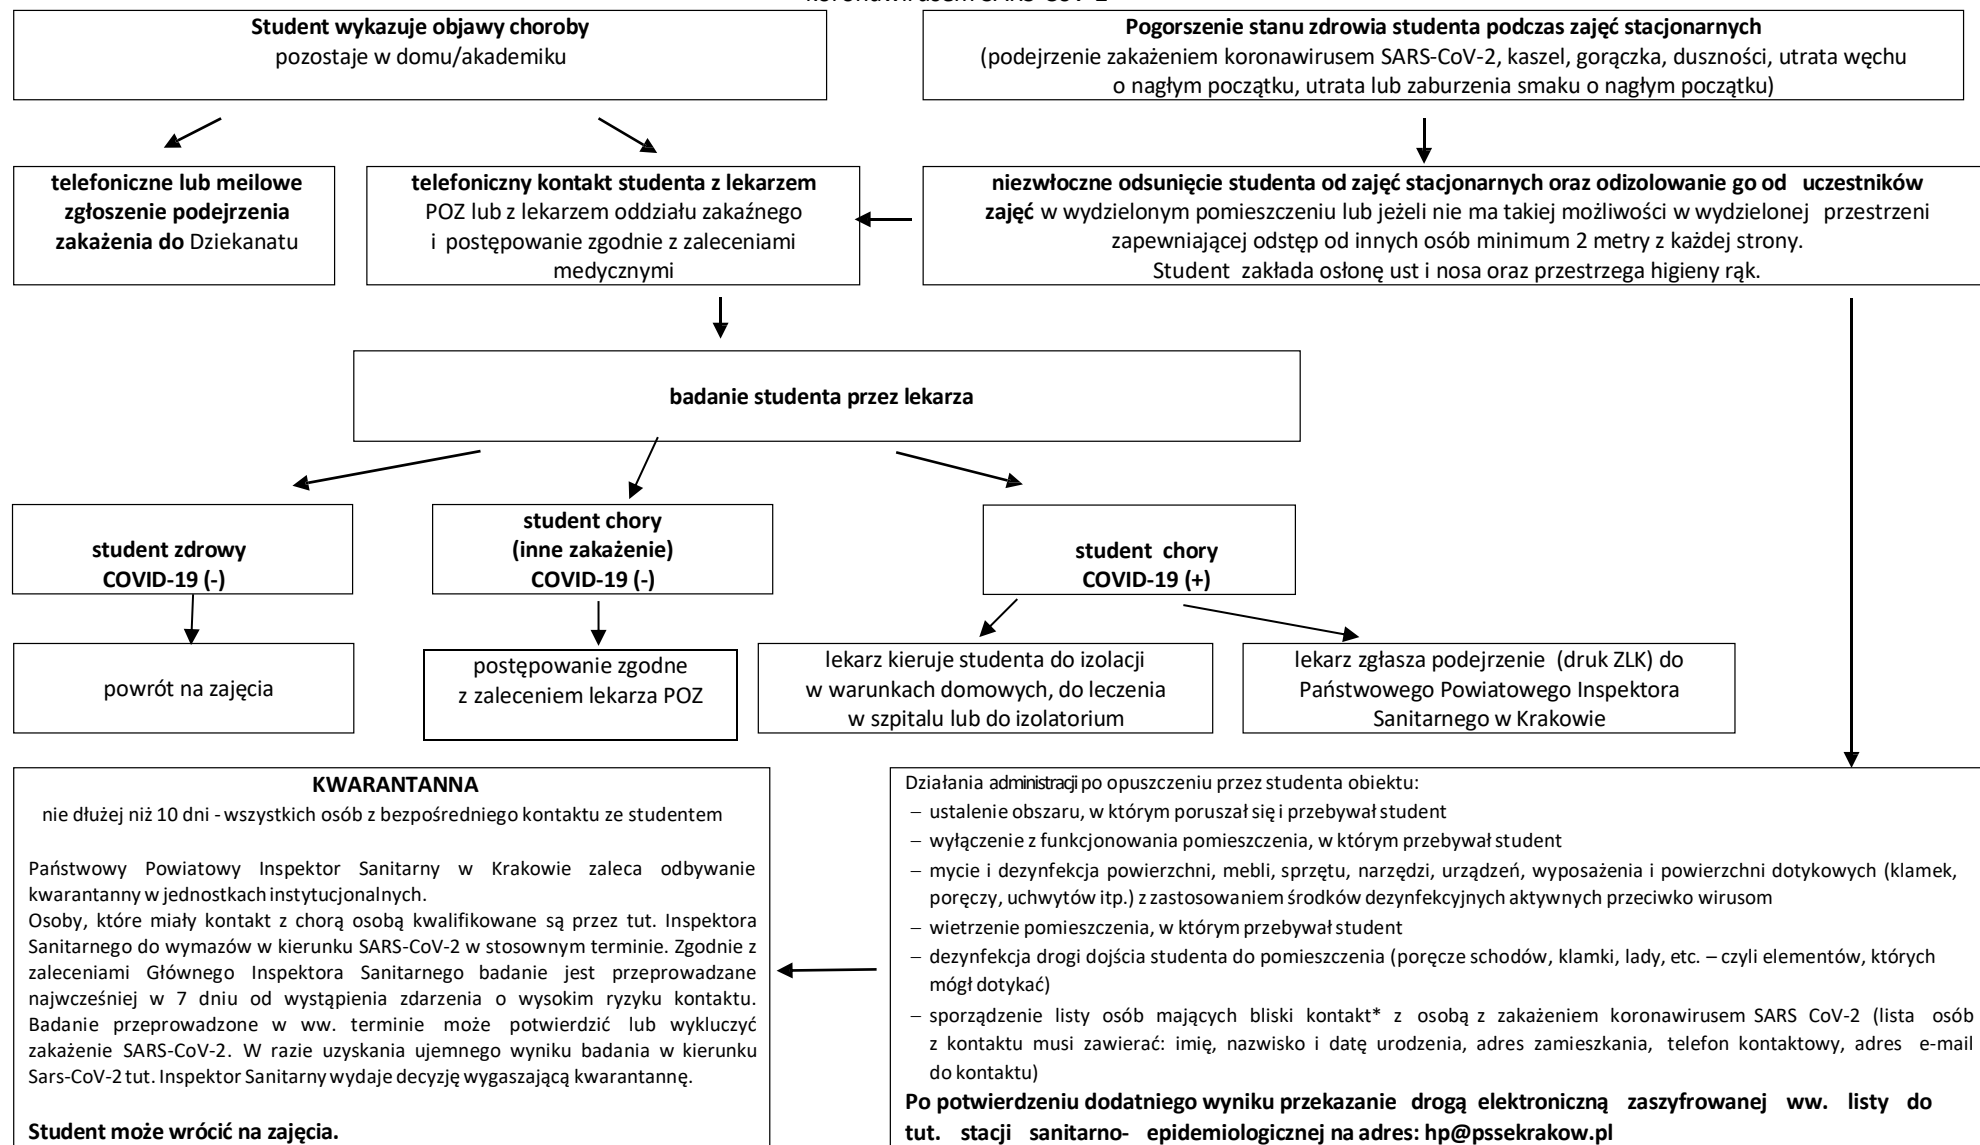 koronawirusem SARS-CoV-2
Student wykazuje objawy choroby
pozostaje w domu/akademiku
Pogorszenie stanu zdrowia studenta podczas zajęć stacjonarnych
(podejrzenie zakażeniem koronawirusem SARS-CoV-2, kaszel, gorączka, duszności, utrata węchu
o nagłym początku, utrata lub zaburzenia smaku o nagłym początku)
telefoniczne lub meilowe
zgłoszenie podejrzenia
zakażenia do Dziekanatu
telefoniczny kontakt studenta z lekarzem
POZ lub z lekarzem oddziału zakaźnego
i postępowanie zgodnie z zaleceniami
medycznymi
niezwłoczne odsunięcie studenta od zajęć stacjonarnych oraz odizolowanie go od uczestników
zajęć w wydzielonym pomieszczeniu lub jeżeli nie ma takiej możliwości w wydzielonej przestrzeni
zapewniającej odstęp od innych osób minimum 2 metry z każdej strony.
Student zakłada osłonę ust i nosa oraz przestrzega higieny rąk.
badanie studenta przez lekarza
student zdrowy
COVID-19 (-)
student chory
(inne zakażenie)
COVID-19 (-)
student chory
COVID-19 (+)
powrót na zajęcia
postępowanie zgodne
z zaleceniem lekarza POZ
lekarz kieruje studenta do izolacji
w warunkach domowych, do leczenia
w szpitalu lub do izolatorium
lekarz zgłasza podejrzenie (druk ZLK) do
Państwowego Powiatowego Inspektora
Sanitarnego w Krakowie
KWARANTANNA
nie dłużej niż 10 dni - wszystkich osób z bezpośredniego kontaktu ze studentem
Państwowy Powiatowy Inspektor Sanitarny w Krakowie zaleca odbywanie
kwarantanny w jednostkach instytucjonalnych.
Osoby, które miały kontakt z chorą osobą kwalifikowane są przez tut. Inspektora
Sanitarnego do wymazów w kierunku SARS-CoV-2 w stosownym terminie. Zgodnie z
zaleceniami Głównego Inspektora Sanitarnego badanie jest przeprowadzane
najwcześniej w 7 dniu od wystąpienia zdarzenia o wysokim ryzyku kontaktu.
Badanie przeprowadzone w ww. terminie może potwierdzić lub wykluczyć
zakażenie SARS-CoV-2. W razie uzyskania ujemnego wyniku badania w kierunku
Sars-CoV-2 tut. Inspektor Sanitarny wydaje decyzję wygaszającą kwarantannę.
Student może wrócić na zajęcia.
Działania administracji po opuszczeniu przez studenta obiektu:
– ustalenie obszaru, w którym poruszał się i przebywał student
– wyłączenie z funkcjonowania pomieszczenia, w którym przebywał student
– mycie i dezynfekcja powierzchni, mebli, sprzętu, narzędzi, urządzeń, wyposażenia i powierzchni dotykowych (klamek,
poręczy, uchwytów itp.) z zastosowaniem środków dezynfekcyjnych aktywnych przeciwko wirusom
– wietrzenie pomieszczenia, w którym przebywał student
– dezynfekcja drogi dojścia studenta do pomieszczenia (poręcze schodów, klamki, lady, etc. – czyli elementów, których
mógł dotykać)
– sporządzenie listy osób mających bliski kontakt* z osobą z zakażeniem koronawirusem SARS CoV-2 (lista osób
z kontaktu musi zawierać: imię, nazwisko i datę urodzenia, adres zamieszkania, telefon kontaktowy, adres e-mail
do kontaktu)
Po potwierdzeniu dodatniego wyniku przekazanie drogą elektroniczną zaszyfrowanej ww. listy do
tut. stacji sanitarno- epidemiologicznej na adres: hp@pssekrakow.pl